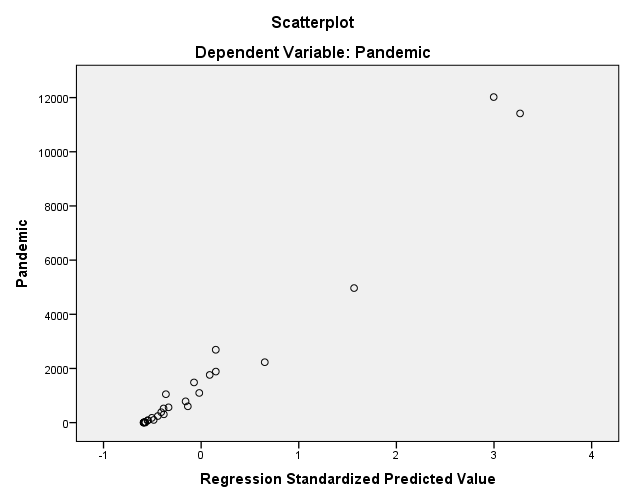 Scatterplot
Dependent Variable: Pandemic
12000
10000
8000
6000
4000
2000
0
Pandemic
-1 0 1 2 3 4
Regression Standardized Predicted Value